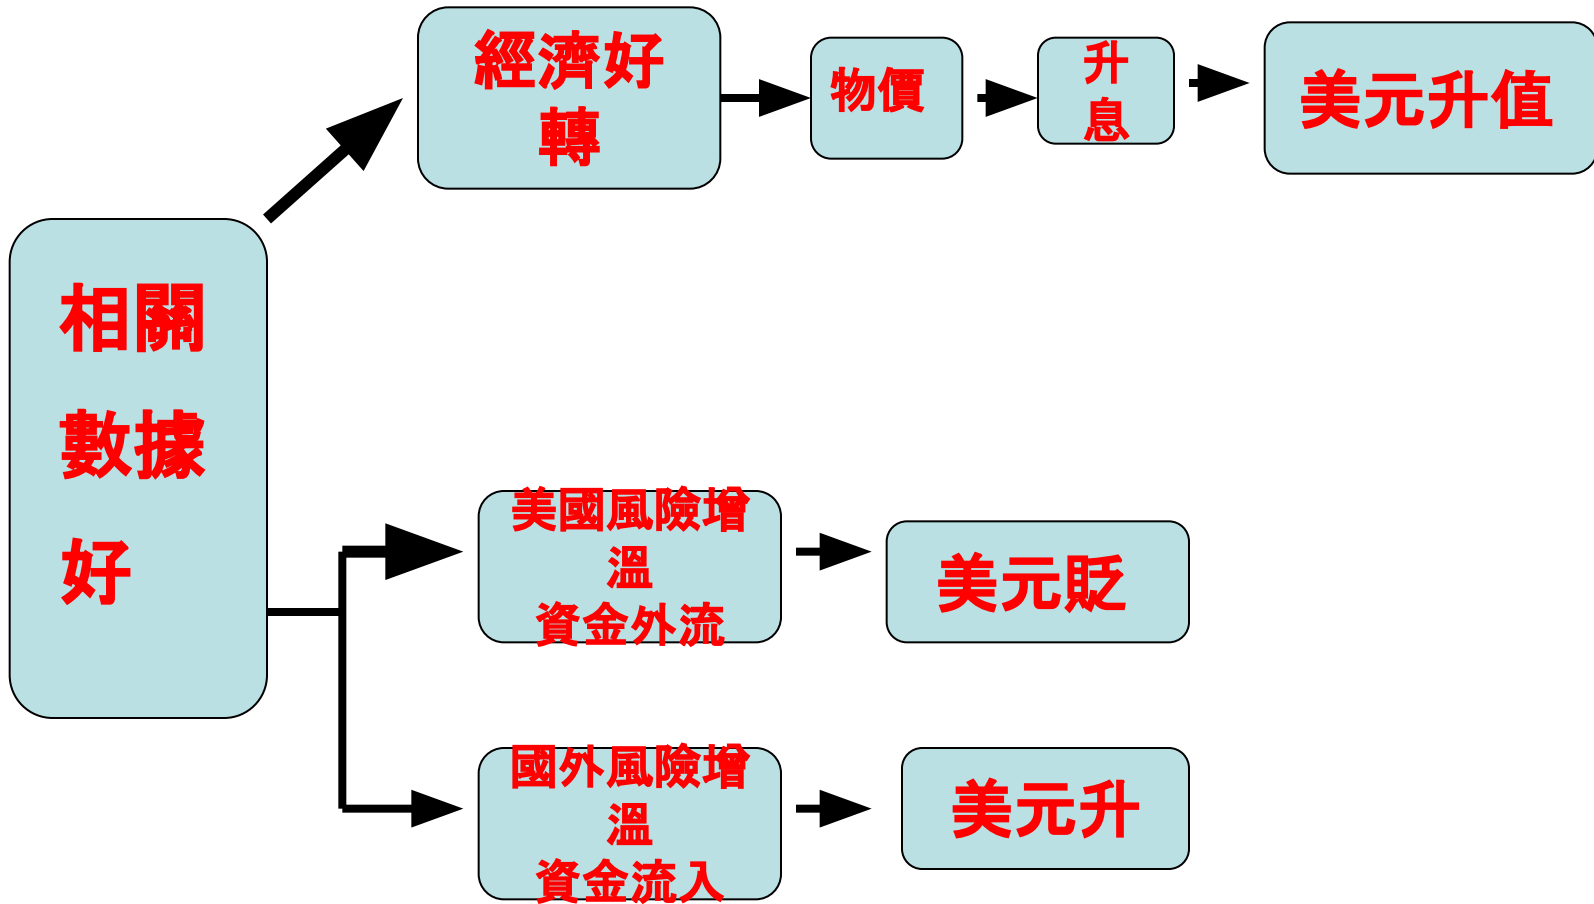 經濟好
轉
物價
升
息
美元升值
相關
數據
好
美國風險增
溫
資金外流
美元貶
國外風險增
溫
資金流入
美元升